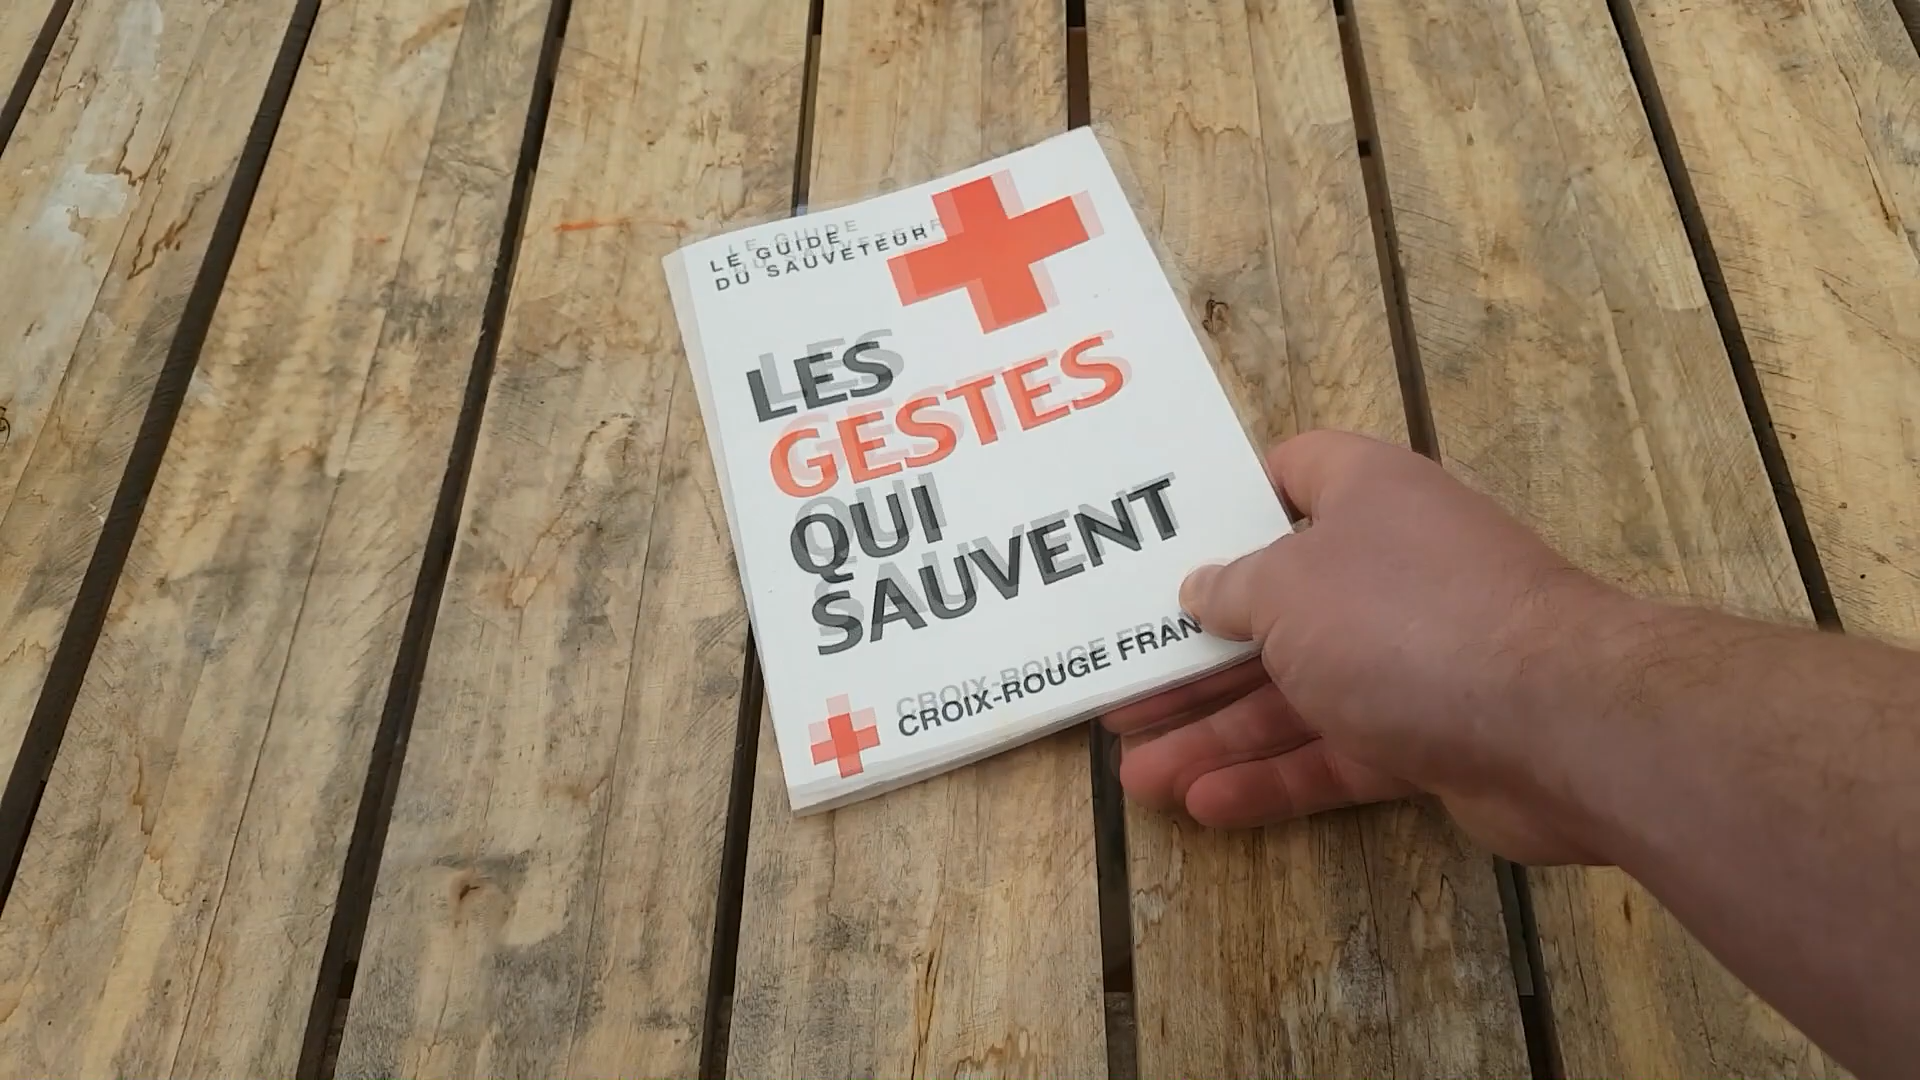 LE GUIDE
DU SAUVETEUR
LES
GESTES
QUI
SAUVENT
CROIX-ROUGE FRAN